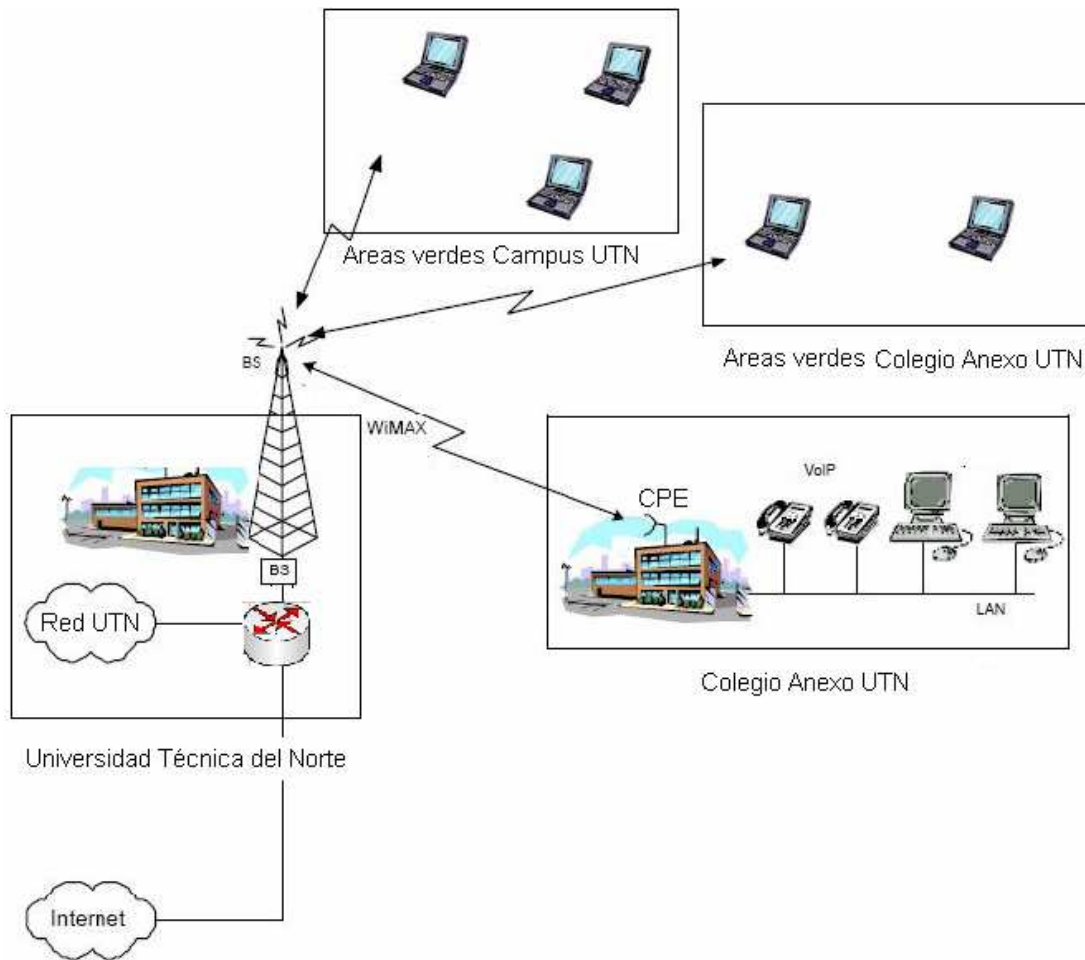 Areas verdes Campus UTN
Areas verdes Colegio Anexo UTN
BS
WiMAX
VoIP
CPE
BS
Red UTN
LAN
Colegio Anexo UTN
Universidad Técnica del Norte
Internet